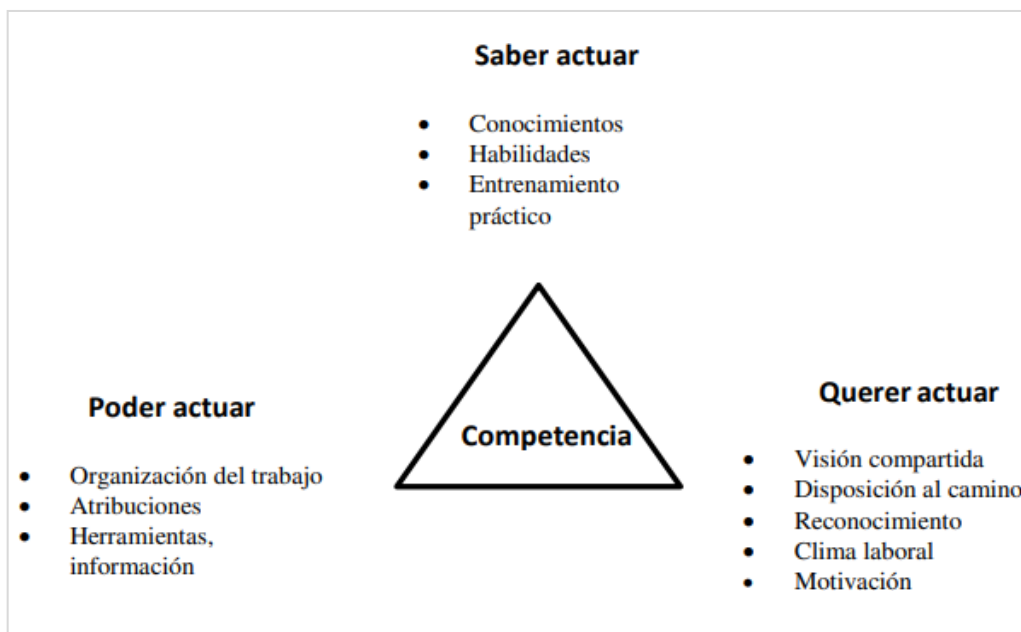 Saber actuar
• Conocimientos
• Habilidades
• Entrenamiento
práctico
Poder actuar
• Organización del trabajo
• Atribuciones
• Herramientas,
información
Competencia
Querer actuar
• Visión compartida
• Disposición al camino
• Reconocimiento
• Clima laboral
• Motivación